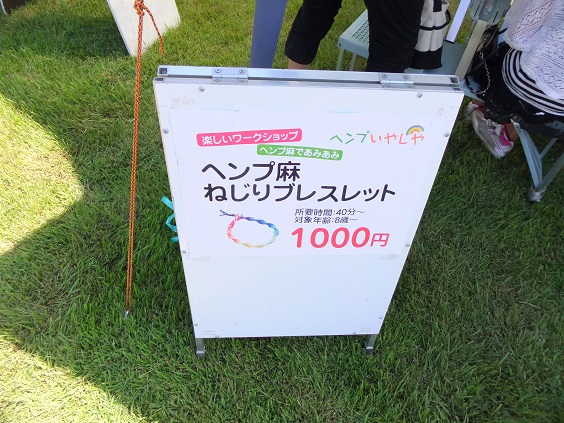 楽しいワークショップ
ヘンプいやしや
ヘンプ麻であみあみ
ヘンプ麻
ねじりブレスレット
所要時間:40分~
対象年齢:8歳~
1000円